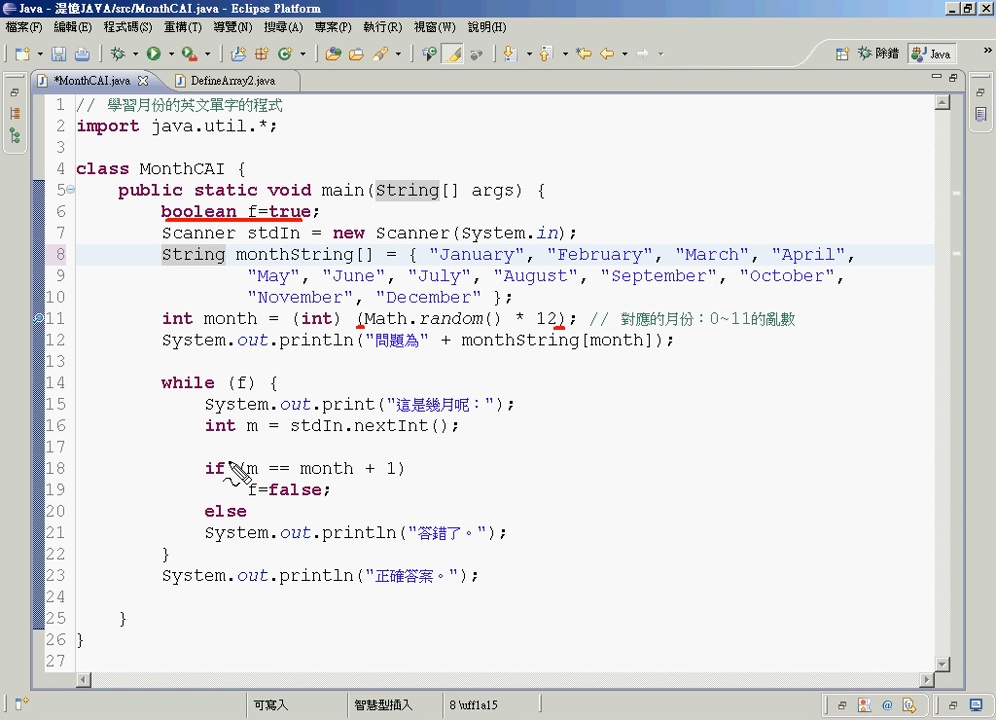 Java - 混憶JAVA/src/MonthCAI.java - Eclipse Platform
檔案(F) 編輯(E) 程式碼(S) 重構(T) 導覽(N) 搜尋(A) 專案(P) 執行(R) 視窗(W) 說明(H)
除錯 Java
*MonthCAI.java DefineArray2.java
1 // 學習月份的英文單字的程式
2 import java.util.*;
3
4 class MonthCAI {
5 public static void main(String[] args) {
6 boolean f=true;
7 Scanner stdIn = new Scanner(System.in);
8 String monthString[] = { "January", "February", "March", "April",
9 "May", "June", "July", "August", "September", "October",
10 "November", "December" };
11 int month = (int) (Math.random() * 12); // 對應的月份：0~11的亂數
12 System.out.println("問題為" + monthString[month]);
13
14 while (f) {
15 System.out.print("這是幾月呢：");
16 int m = stdIn.nextInt();
17
18 if (m == month + 1)
19 f=false;
20 else
21 System.out.println("答錯了。");
22 }
23 System.out.println("正確答案。");
24
25 }
26 }
27
可寫入 智慧型插入 8 \uff1a15